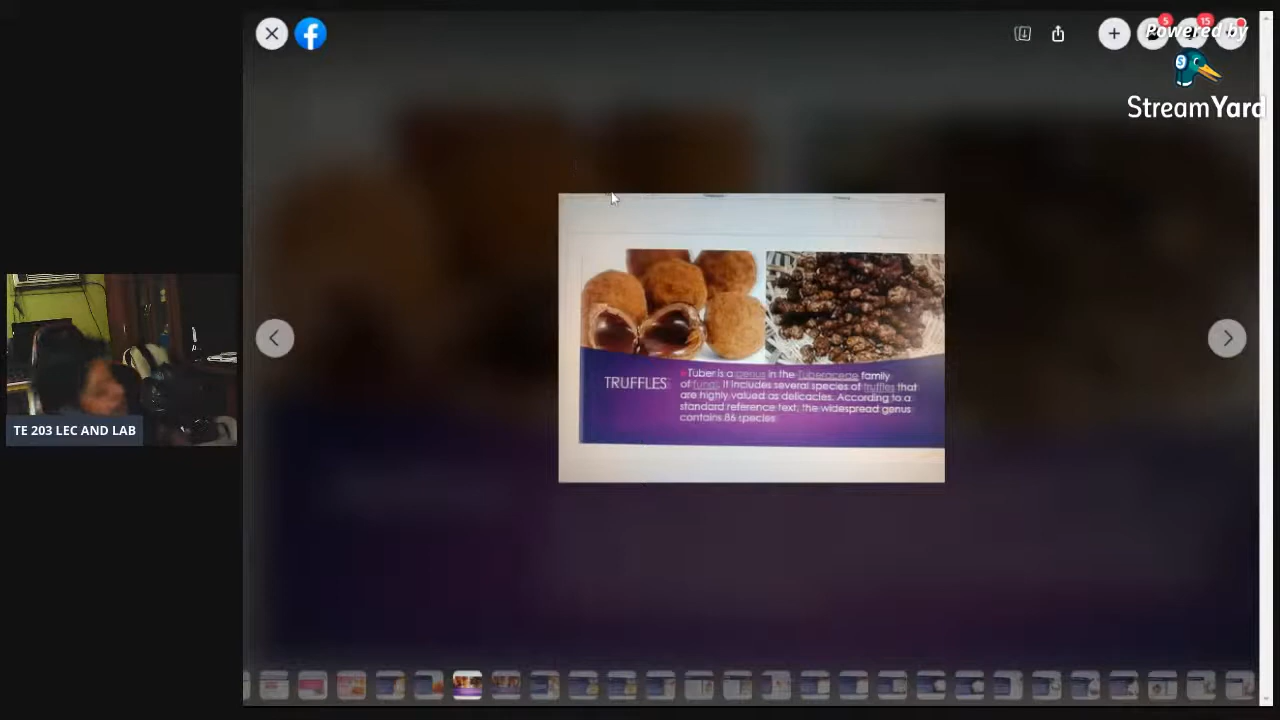 5
15
Powered by
StreamYard
TRUFFLES:
Tuber is a genus in the Tuberaceae family
of fungi. It includes several species of truffles that
are highly valued as delicacies. According to a
standard reference text, the widespread genus
contains 86 species
TE 203 LEC AND LAB